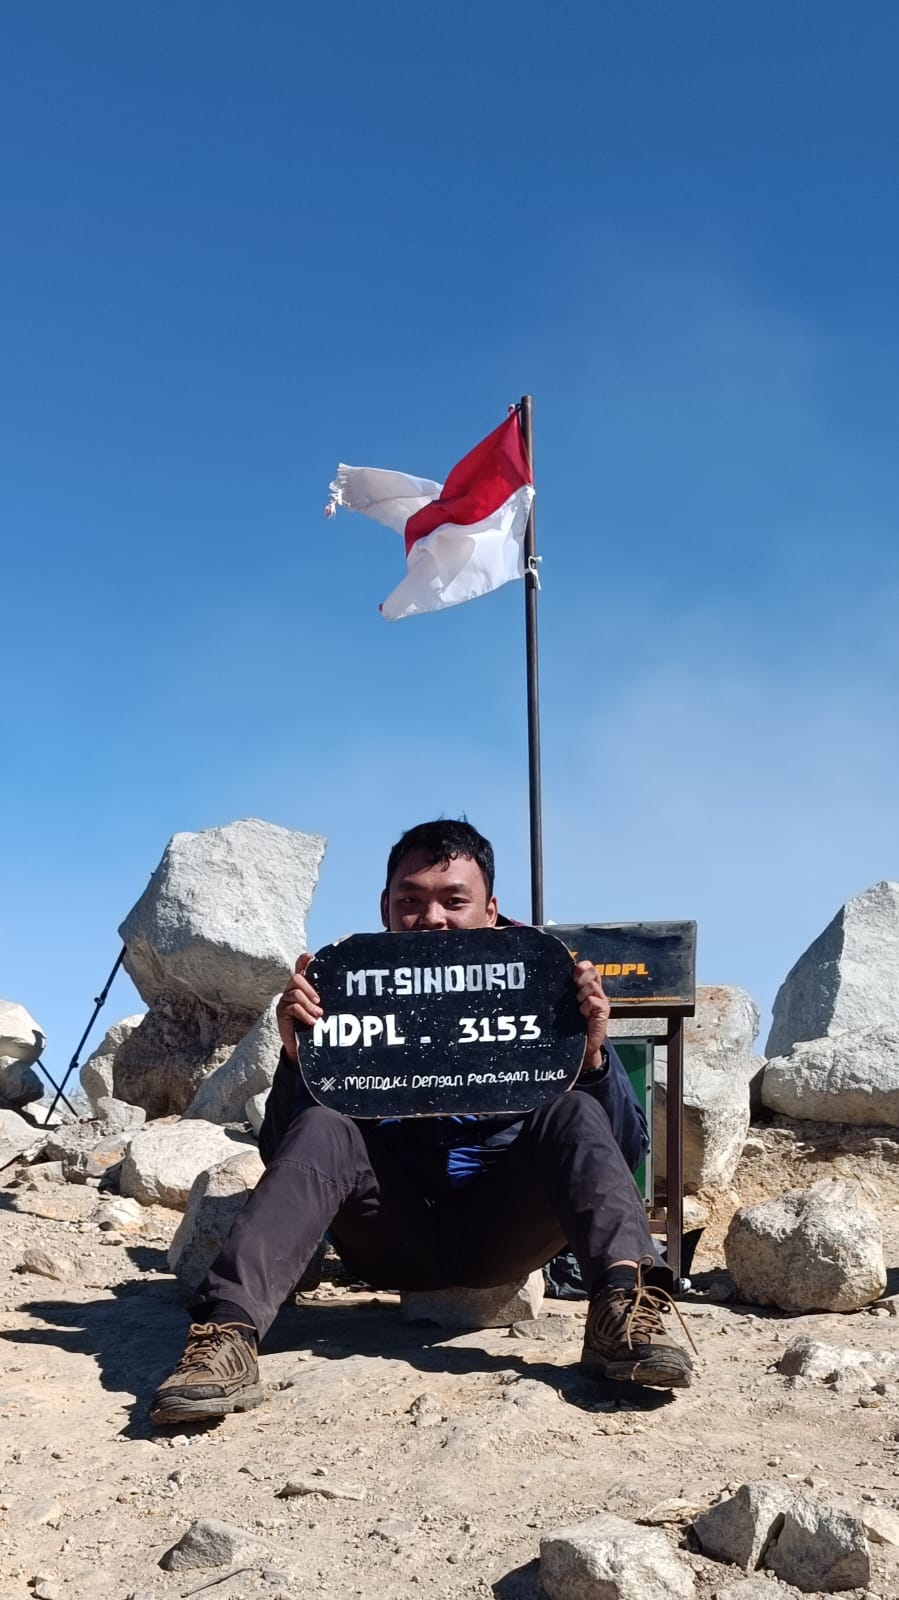 MT.SINDORO
MDPL . 3153
※. MENDAKI DENGAN PERASAAN LUKA
MDPL